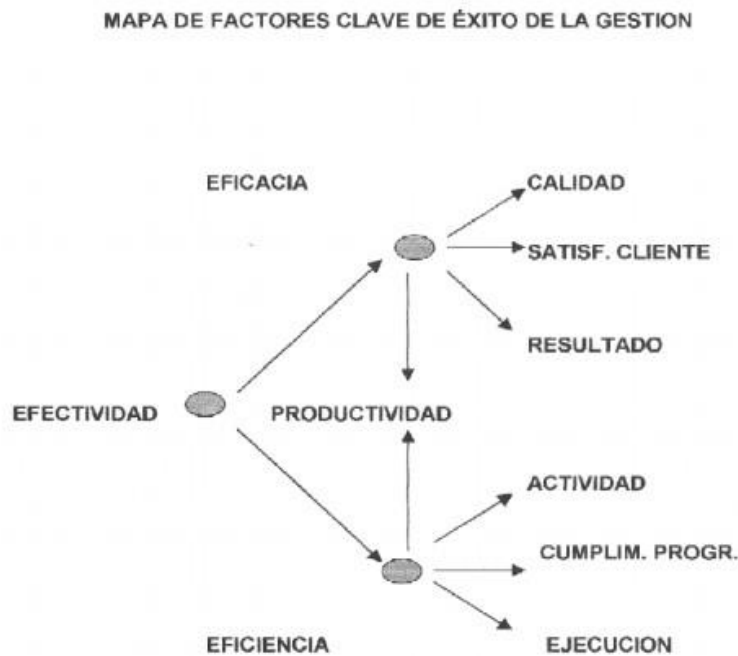 MAPA DE FACTORES CLAVE DE ÉXITO DE LA GESTION
EFICACIA
CALIDAD
SATISF. CLIENTE
RESULTADO
EFECTIVIDAD
PRODUCTIVIDAD
ACTIVIDAD
CUMPLIM. PROGR.
EFICIENCIA
EJECUCION